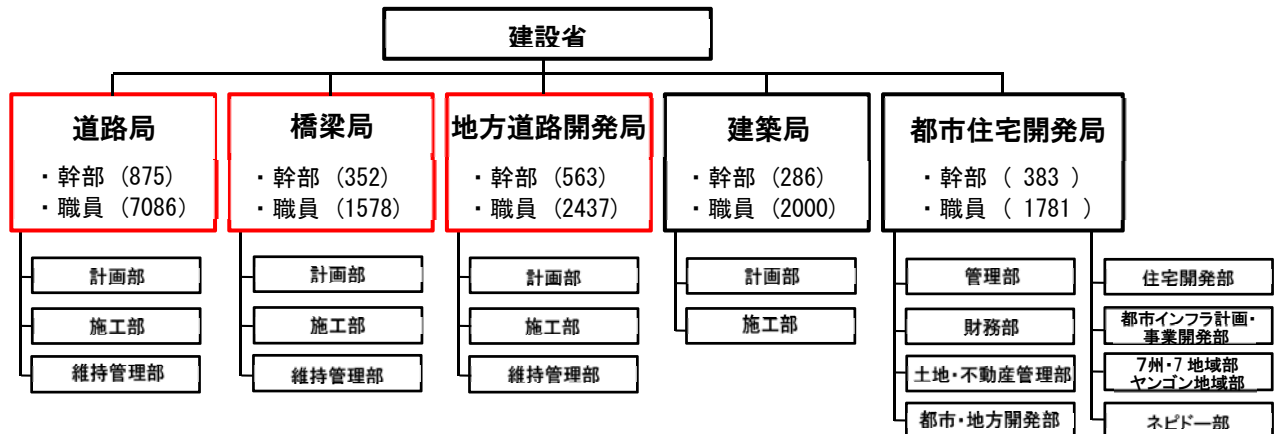 建設省
道路局
・幹部 (875)
・職員 (7086)
計画部
施工部
維持管理部
橋梁局
・幹部 (352)
・職員 (1578)
計画部
施工部
維持管理部
地方道路開発局
・幹部 (563)
・職員 (2437)
計画部
施工部
維持管理部
建築局
・幹部 (286)
・職員 (2000)
計画部
施工部
都市住宅開発局
・幹部 ( 383 )
・職員 ( 1781 )
管理部
財務部
土地・不動産管理部
都市・地方開発部
住宅開発部
都市インフラ計画・
事業開発部
7州・7地域部
ヤンゴン地域部
ネピドー部